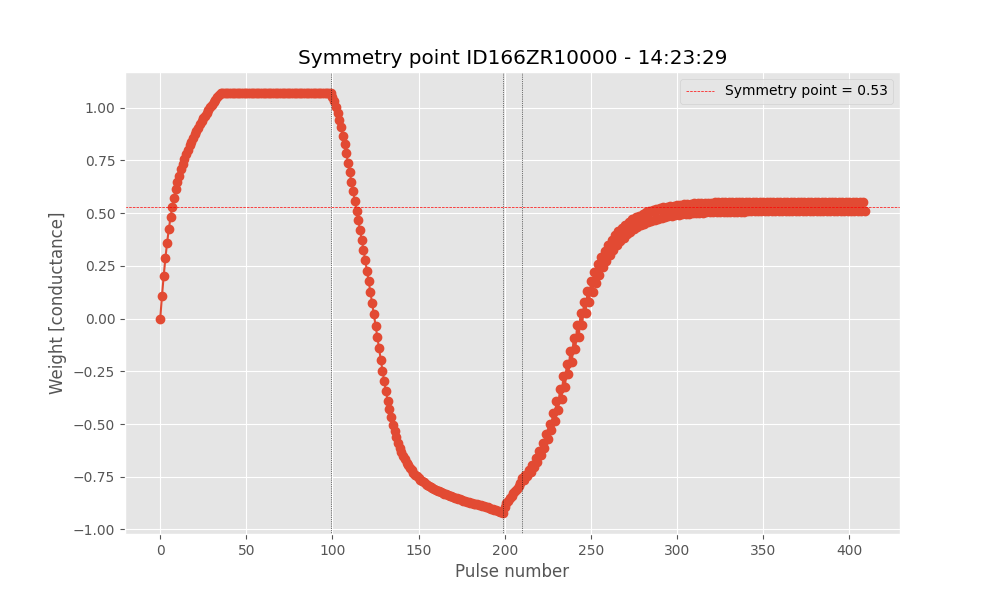 Symmetry point ID166ZR10000 - 14:23:29
Symmetry point = 0.53
1.00
0.75
0.50
0.25
0.00
−0.25
−0.50
−0.75
−1.00
Weight [conductance]
0 50 100 150 200 250 300 350 400
Pulse number